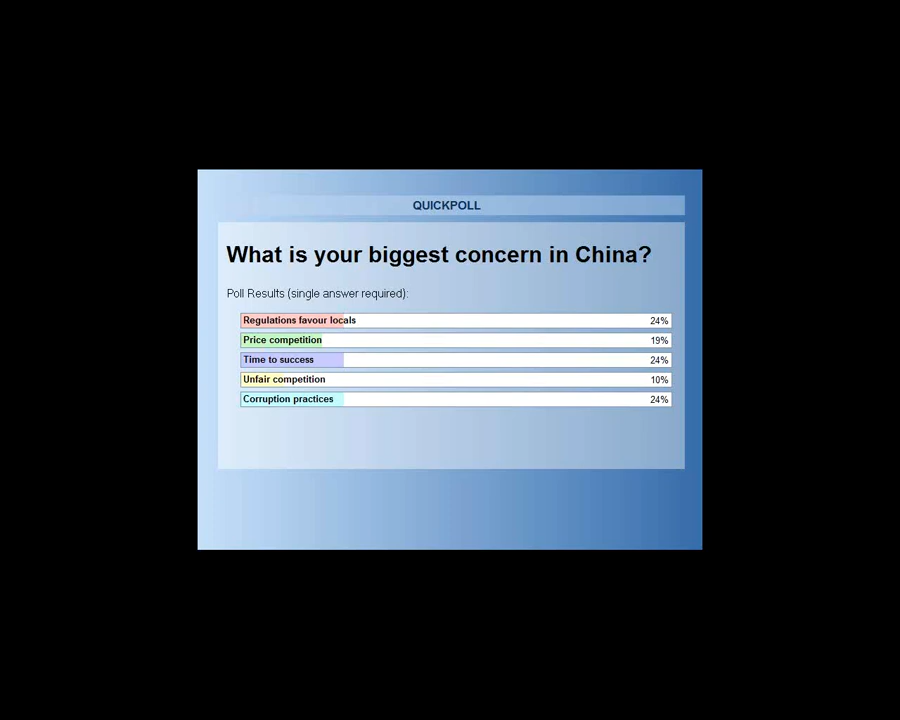 QUICKPOLL
What is your biggest concern in China?
Poll Results (single answer required):
Regulations favour locals 24%
Price competition 19%
Time to success 24%
Unfair competition 10%
Corruption practices 24%